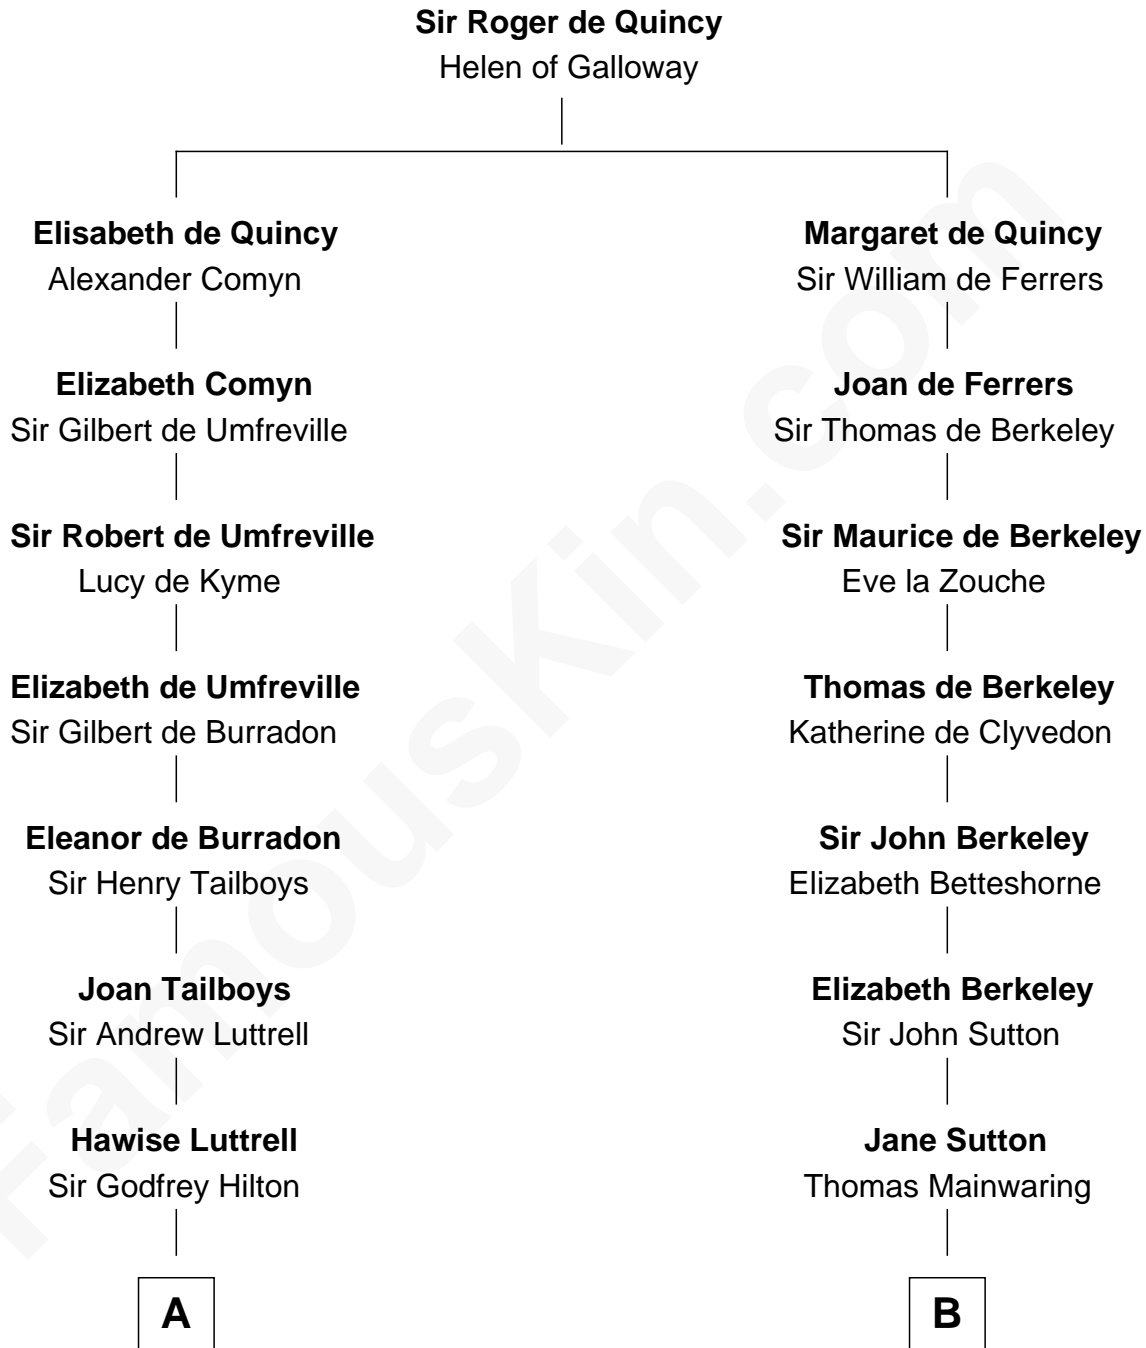 Sir Roger de Quincy
Helen of Galloway
Elisabeth de Quincy
Alexander Comyn
Margaret de Quincy
Sir William de Ferrers
Elizabeth Comyn
Sir Gilbert de Umfreville
Joan de Ferrers
Sir Thomas de Berkeley
Sir Robert de Umfreville
Lucy de Kyme
Sir Maurice de Berkeley
Eve la Zouche
Elizabeth de Umfreville
Sir Gilbert de Burradon
Thomas de Berkeley
Katherine de Clyvedon
Eleanor de Burradon
Sir Henry Tailboys
Sir John Berkeley
Elizabeth Betteshorne
Joan Tailboys
Sir Andrew Luttrell
Elizabeth Berkeley
Sir John Sutton
Hawise Luttrell
Sir Godfrey Hilton
Jane Sutton
Thomas Mainwaring
A
B
FamousKin.com